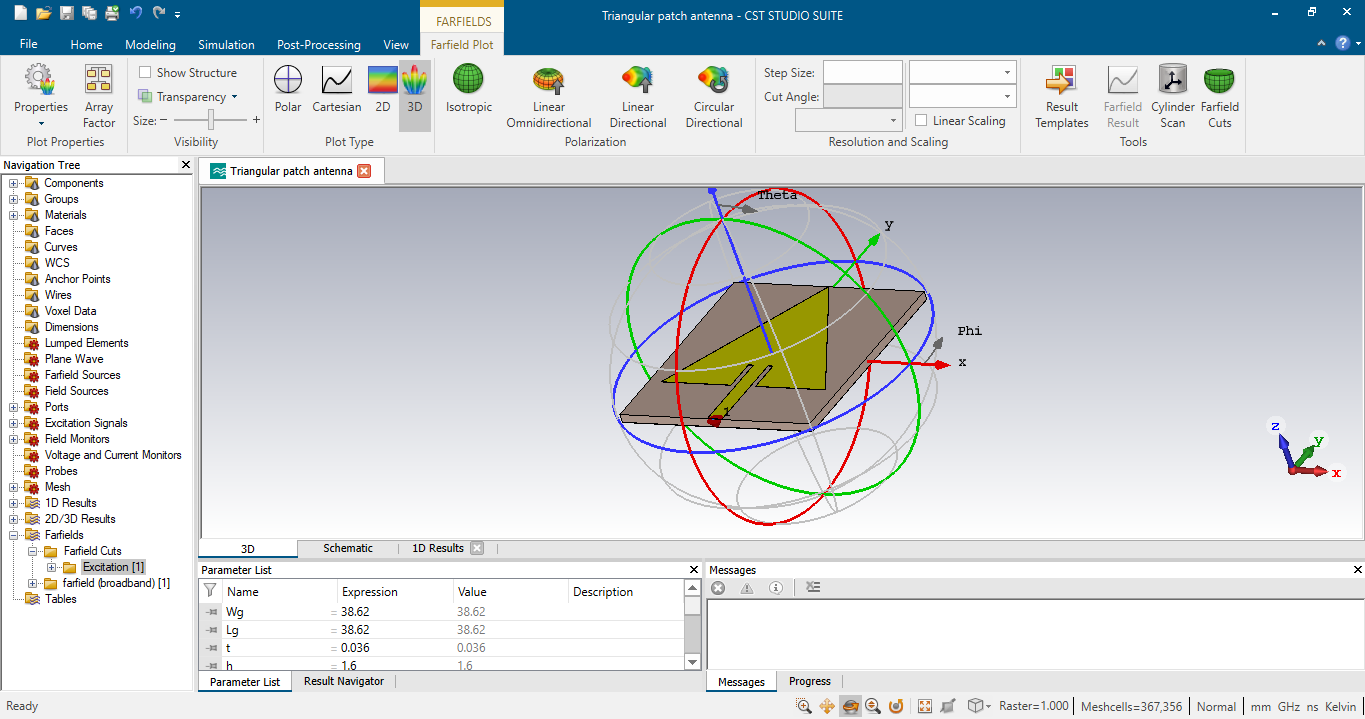 Triangular patch antenna - CST STUDIO SUITE
FARFIELDS
File Home Modeling Simulation Post-Processing View Farfield Plot
Properties
Array Factor
Plot Properties
Show Structure
Transparency
Size: − +
Visibility
Polar
Cartesian
2D
3D
Plot Type
Isotropic
Linear Omnidirectional
Linear Directional
Circular Directional
Polarization
Step Size:
Cut Angle:
Linear Scaling
Resolution and Scaling
Result Templates
Farfield Result
Cylinder Scan
Farfield Cuts
Tools
Navigation Tree
Components
Groups
Materials
Faces
Curves
WCS
Anchor Points
Wires
Voxel Data
Dimensions
Lumped Elements
Plane Wave
Farfield Sources
Field Sources
Ports
Excitation Signals
Field Monitors
Voltage and Current Monitors
Probes
Mesh
1D Results
2D/3D Results
Farfields
Farfield Cuts
Excitation [1]
farfield (broadband) [1]
Tables
Triangular patch antenna
Theta
y
Phi
x
1
z
y
x
3D Schematic 1D Results
Parameter List
Name Expression Value Description
Wg = 38.62 38.62
Lg = 38.62 38.62
t = 0.036 0.036
h = 1.6 1.6
Parameter List Result Navigator
Messages
Messages Progress
Ready
Raster=1.000 Meshcells=367,356 Normal mm GHz ns Kelvin